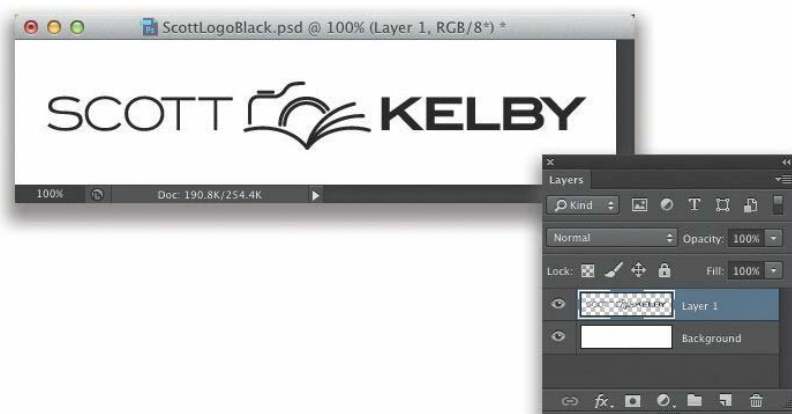 ScottLogoBlack.psd @ 100% (Layer 1, RGB/8*) *
SCOTT KELBY
100% Doc: 190.8K/254.4K
Layers
Kind
Normal Opacity: 100%
Lock: Fill: 100%
Layer 1
Background